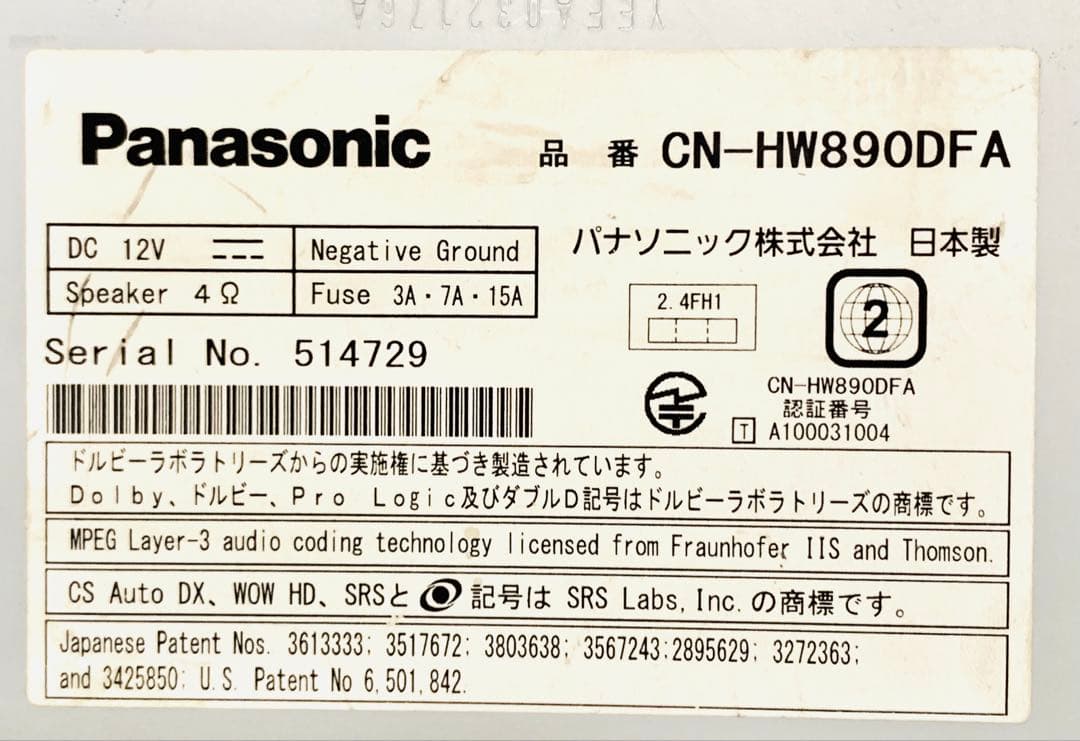 YEFA0321Z6A
Panasonic 品番 CN-HW890DFA
DC 12V Negative Ground
Speaker 4Ω Fuse 3A・7A・15A
パナソニック株式会社 日本製
2.4FH1
2
Serial No. 514729
CN-HW890DFA
認証番号
T A100031004
ドルビーラボラトリーズからの実施権に基づき製造されています。
Dolby、ドルビー、Pro Logic及びダブルD記号はドルビーラボラトリーズの商標です。
MPEG Layer-3 audio coding technology licensed from Fraunhofer IIS and Thomson.
CS Auto DX、WOW HD、SRSと 記号は SRS Labs,Inc.の商標です。
Japanese Patent Nos. 3613333; 3517672; 3803638; 3567243;2895629; 3272363;
and 3425850; U.S. Patent No 6,501,842.